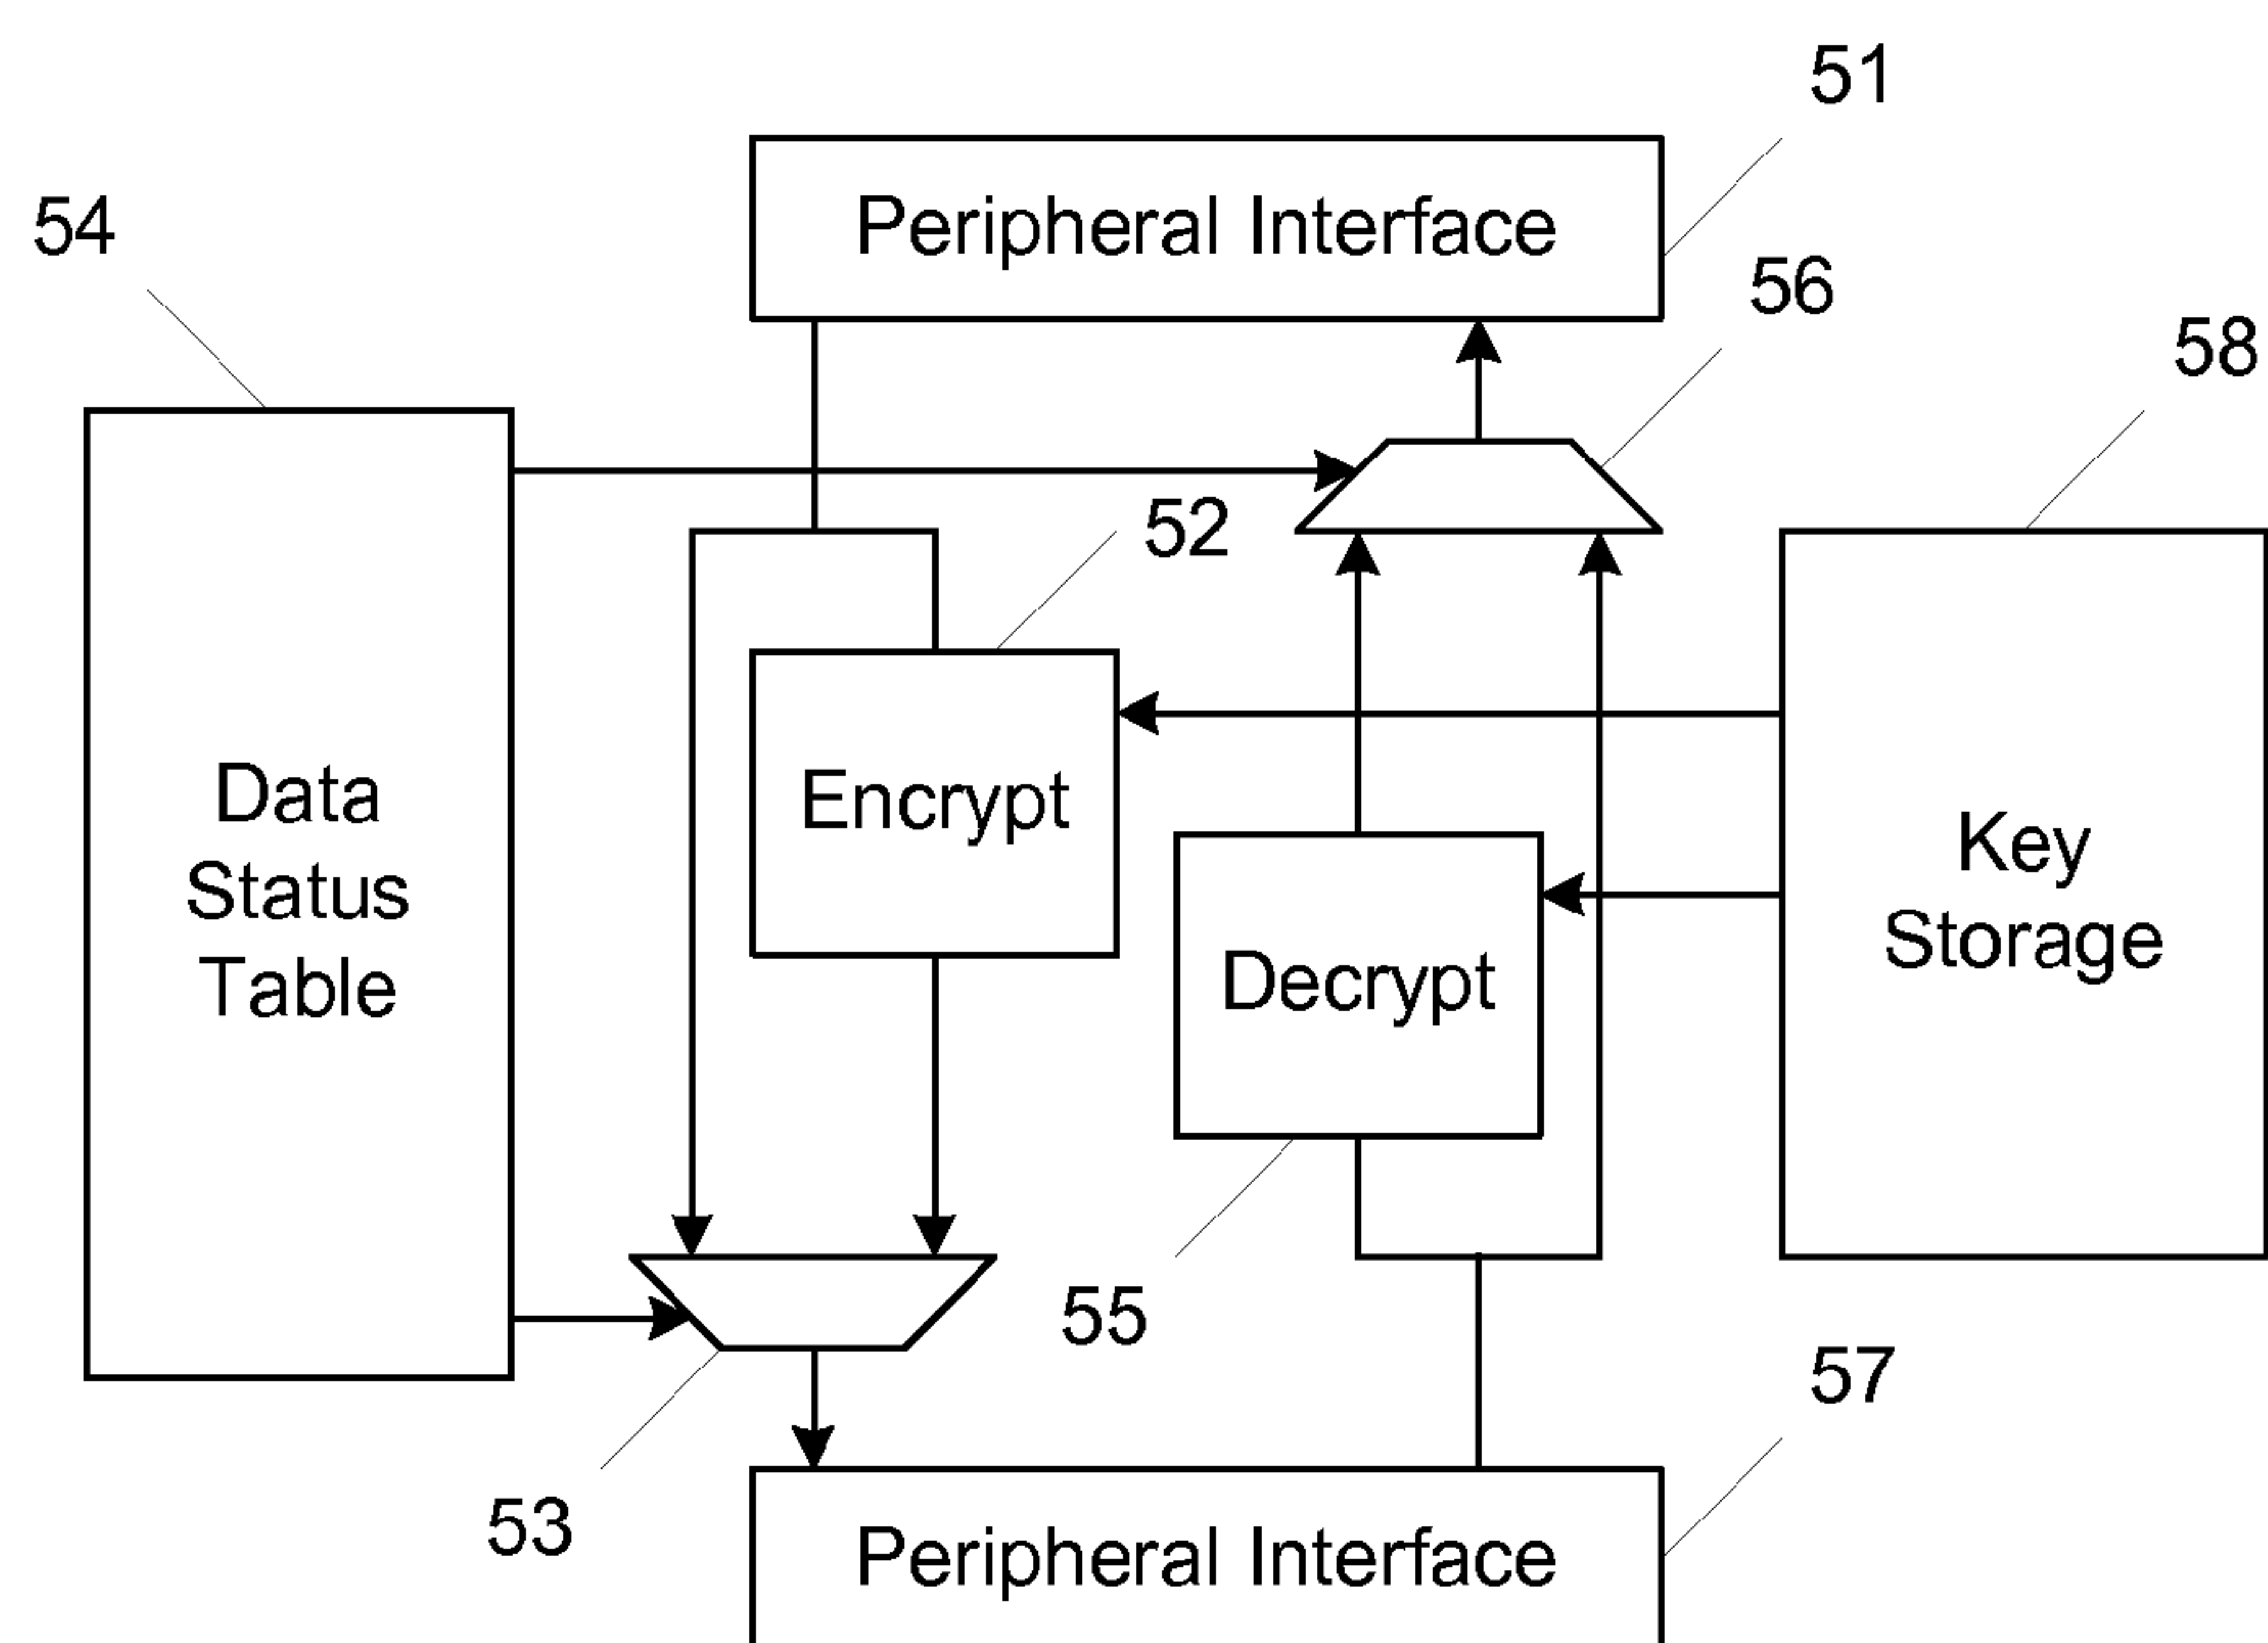 51
Peripheral Interface
54
56
58
52
Encrypt
Data
Status
Table
Key
Storage
Decrypt
55
57
53
Peripheral Interface